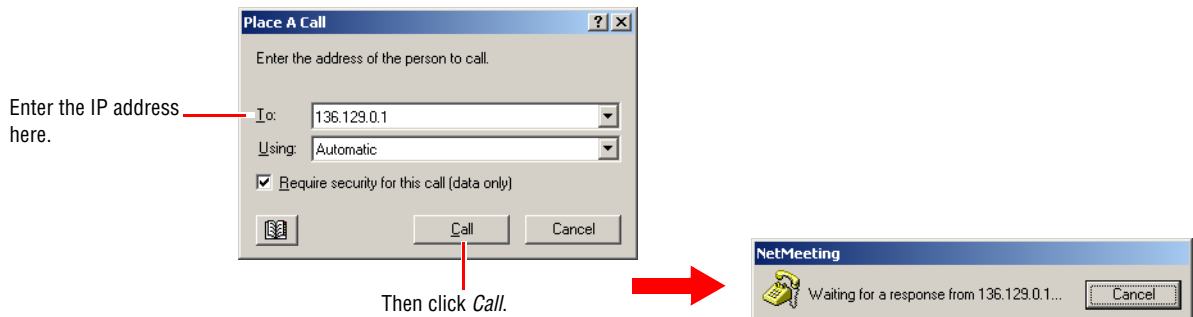 Place A Call
Enter the address of the person to call.
Enter the IP address
here.
To: 136.129.0.1
Using: Automatic
Require security for this call (data only)
Call Cancel
Then click Call.
NetMeeting
Waiting for a response from 136.129.0.1... Cancel